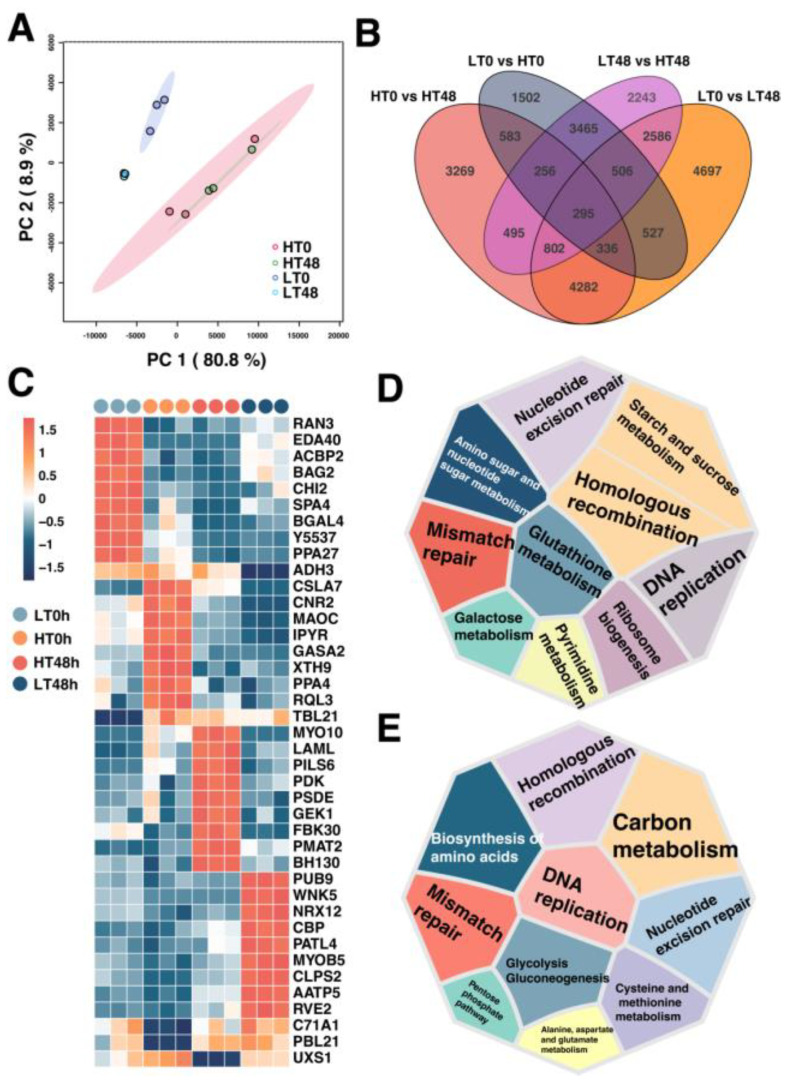 A
6000
4000
2000
0
-2000
-4000
-6000
PC 2 ( 8.9 %)
HT0
HT48
LT0
LT48
-10000 -5000 0 5000 10000 15000 20000
PC 1 ( 80.8 %)
B
LT0 vs HT0
LT48 vs HT48
HT0 vs HT48
LT0 vs LT48
1502
2243
583
3465
2586
3269
256
506
4697
295
495
802
336
527
4282
C
1.5
1
0.5
0
−0.5
−1
−1.5
LT0h
HT0h
HT48h
LT48h
RAN3
EDA40
ACBP2
BAG2
CHI2
SPA4
BGAL4
Y5537
PPA27
ADH3
CSLA7
CNR2
MAOC
IPYR
GASA2
XTH9
PPA4
RQL3
TBL21
MYO10
LAML
PILS6
PDK
PSDE
GEK1
FBK30
PMAT2
BH130
PUB9
WNK5
NRX12
CBP
PATL4
MYOB5
CLPS2
AATP5
RVE2
C71A1
PBL21
UXS1
D
Nucleotide
excision repair
Starch and sucrose
metabolism
Amino sugar and
nucleotide
sugar metabolism
Homologous
recombination
Mismatch
repair
Glutathione
metabolism
DNA
replication
Galactose
metabolism
Pyrimidine
metabolism
Ribosome
biogenesis
E
Homologous
recombination
Biosynthesis of
amino acids
Carbon
metabolism
DNA
replication
Mismatch
repair
Nucleotide
excision repair
Glycolysis
Gluconeogenesis
Pentose
phosphate
pathway
Cysteine and
methionine
metabolism
Alanine, aspartate
and glutamate
metabolism